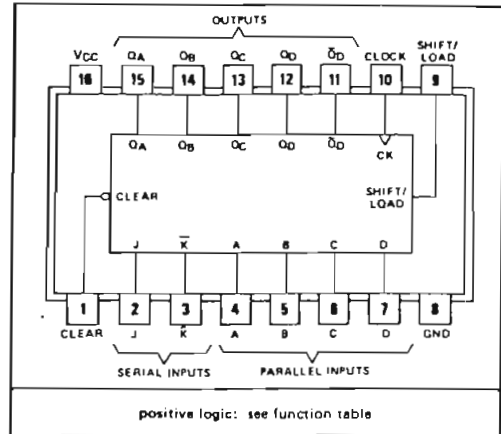 OUTPUTS
VCC QA QB QC QD Q̄D CLOCK SHIFT/
LOAD
16 15 14 13 12 11 10 9
QA QB QC QD Q̄D CK
CLEAR
SHIFT/
LOAD
J K̄ A B C D
1 2 3 4 5 6 7 8
CLEAR J K̄ A B C D GND
SERIAL INPUTS PARALLEL INPUTS
positive logic: see function table